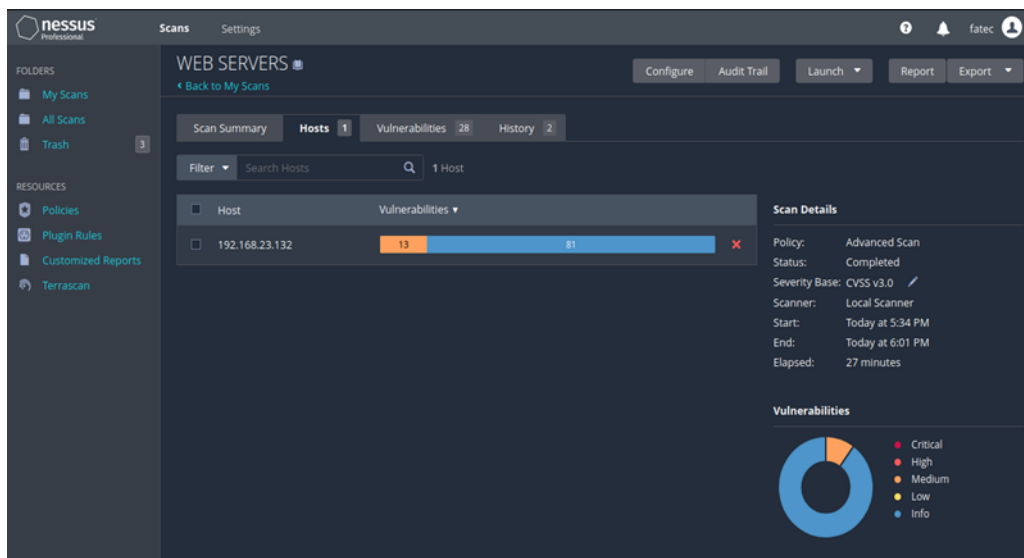 nessus
Professional
Scans
Settings
fatec
FOLDERS
My Scans
All Scans
Trash 3
RESOURCES
Policies
Plugin Rules
Customized Reports
Terrascan
WEB SERVERS
Back to My Scans
Configure
Audit Trail
Launch
Report
Export
Scan Summary
Hosts 1
Vulnerabilities 28
History 2
Filter
Search Hosts
1 Host
Host Vulnerabilities
192.168.23.132 13 81
Scan Details
Policy: Advanced Scan
Status: Completed
Severity Base: CVSS v3.0
Scanner: Local Scanner
Start: Today at 5:34 PM
End: Today at 6:01 PM
Elapsed: 27 minutes
Vulnerabilities
Critical
High
Medium
Low
Info